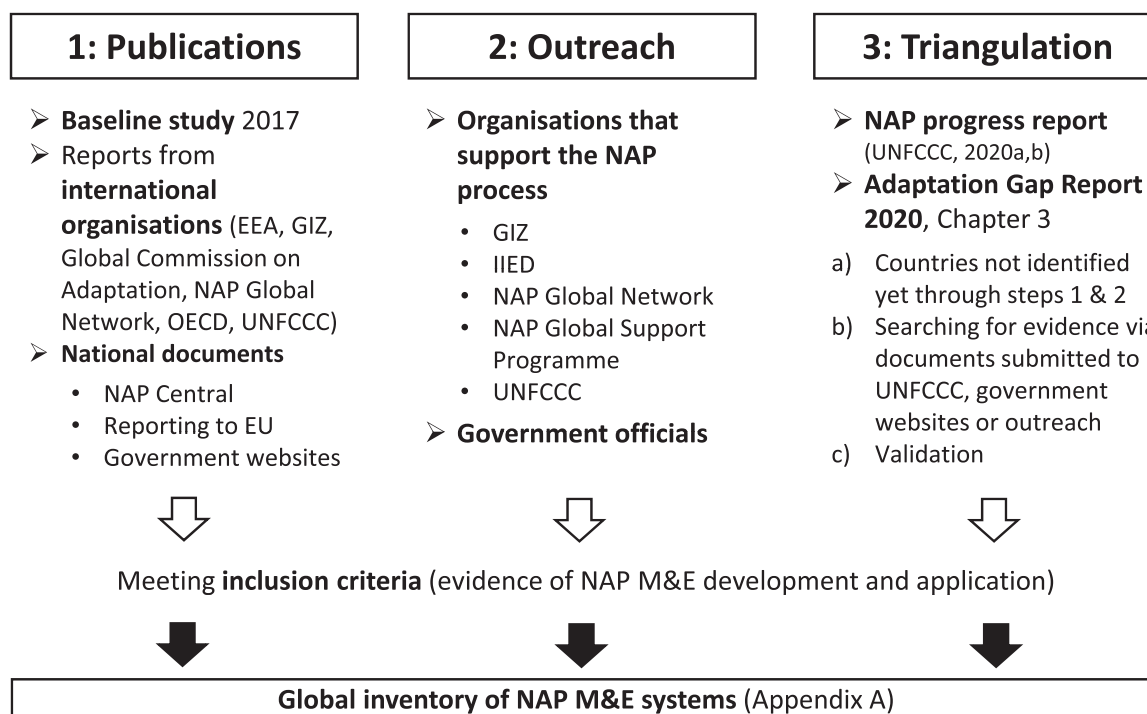 1: Publications
➢ Baseline study 2017
➢ Reports from
international
organisations (EEA, GIZ,
Global Commission on
Adaptation, NAP Global
Network, OECD, UNFCCC)
➢ National documents
• NAP Central
• Reporting to EU
• Government websites
2: Outreach
➢ Organisations that
support the NAP
process
• GIZ
• IIED
• NAP Global Network
• NAP Global Support
Programme
• UNFCCC
➢ Government officials
3: Triangulation
➢ NAP progress report
(UNFCCC, 2020a,b)
➢ Adaptation Gap Report
2020, Chapter 3
a) Countries not identified
yet through steps 1 & 2
b) Searching for evidence via
documents submitted to
UNFCCC, government
websites or outreach
c) Validation
Meeting inclusion criteria (evidence of NAP M&E development and application)
Global inventory of NAP M&E systems (Appendix A)